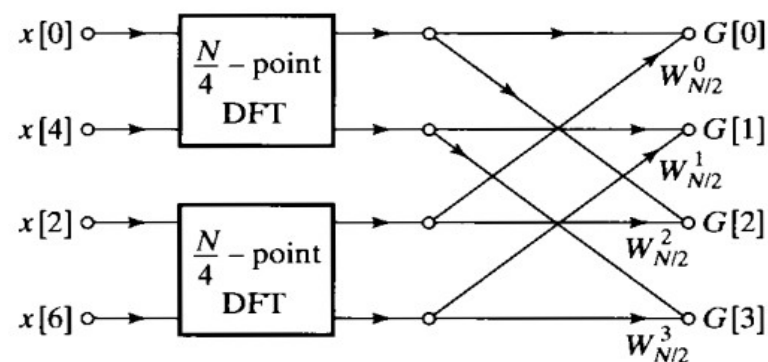 x[0]
N/4 – point
DFT
G[0]
W^0_{N/2}
x[4]
G[1]
W^1_{N/2}
x[2]
N/4 – point
DFT
G[2]
W^2_{N/2}
x[6]
G[3]
W^3_{N/2}